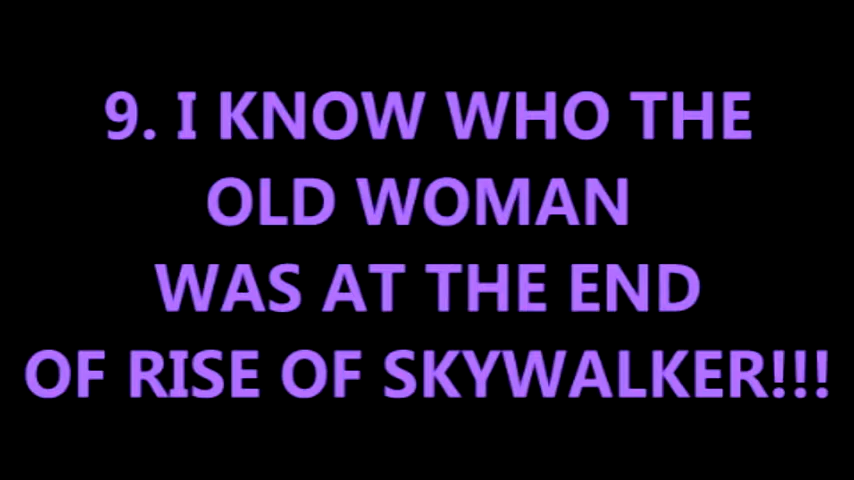 9. I KNOW WHO THE
OLD WOMAN
WAS AT THE END
OF RISE OF SKYWALKER!!!